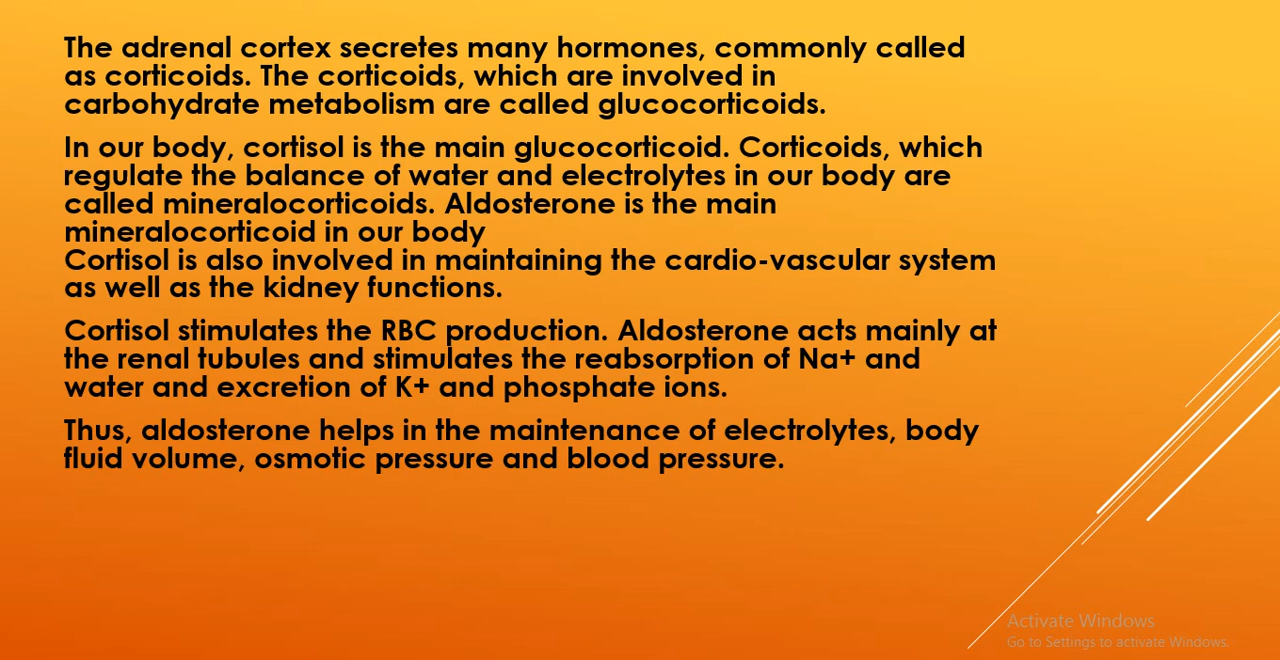 The adrenal cortex secretes many hormones, commonly called
as corticoids. The corticoids, which are involved in
carbohydrate metabolism are called glucocorticoids.
In our body, cortisol is the main glucocorticoid. Corticoids, which
regulate the balance of water and electrolytes in our body are
called mineralocorticoids. Aldosterone is the main
mineralocorticoid in our body
Cortisol is also involved in maintaining the cardio-vascular system
as well as the kidney functions.
Cortisol stimulates the RBC production. Aldosterone acts mainly at
the renal tubules and stimulates the reabsorption of Na+ and
water and excretion of K+ and phosphate ions.
Thus, aldosterone helps in the maintenance of electrolytes, body
fluid volume, osmotic pressure and blood pressure.
Activate Windows
Go to Settings to activate Windows.